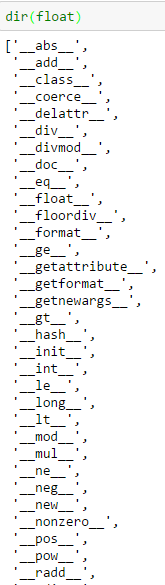 dir(float)
['__abs__',
'__add__',
'__class__',
'__coerce__',
'__delattr__',
'__div__',
'__divmod__',
'__doc__',
'__eq__',
'__float__',
'__floordiv__',
'__format__',
'__ge__',
'__getattribute__',
'__getformat__',
'__getnewargs__',
'__gt__',
'__hash__',
'__init__',
'__int__',
'__le__',
'__long__',
'__lt__',
'__mod__',
'__mul__',
'__ne__',
'__neg__',
'__new__',
'__nonzero__',
'__pos__',
'__pow__',
'__radd__',